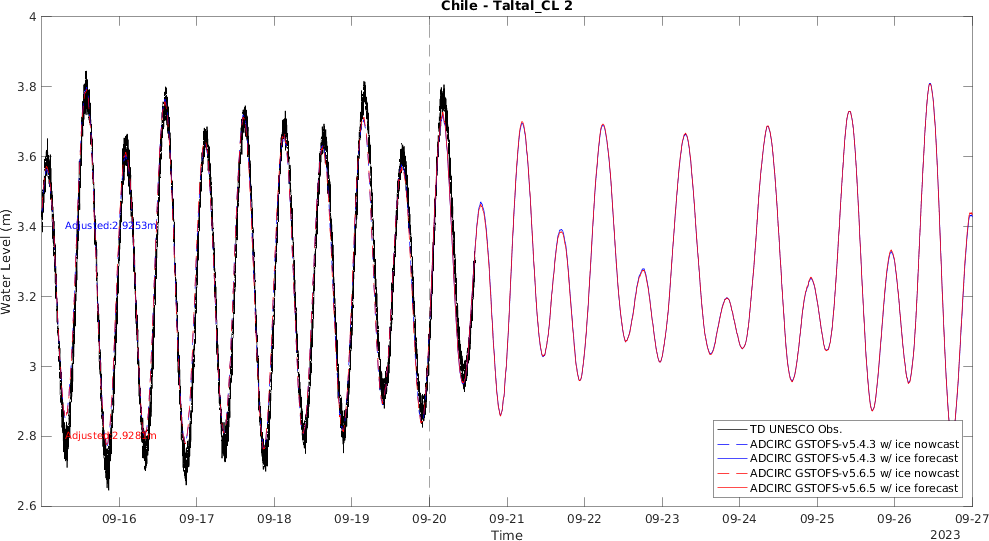 Chile - Taltal_CL 2
4
3.8
3.6
3.4
3.2
3
2.8
2.6
Water Level (m)
Adjusted:2.9253m
TD UNESCO Obs.
ADCIRC GSTOFS-v5.4.3 w/ ice nowcast
ADCIRC GSTOFS-v5.4.3 w/ ice forecast
ADCIRC GSTOFS-v5.6.5 w/ ice nowcast
ADCIRC GSTOFS-v5.6.5 w/ ice forecast
09-16
09-17
09-18
09-19
09-20
09-21
09-22
09-23
09-24
09-25
09-26
09-27
Time
2023